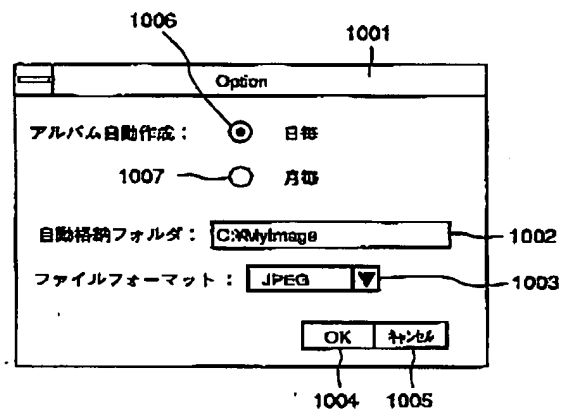 1006
1001
Option
アルバム自動作成： 日毎
1007 月毎
自動格納フォルダ： C:¥MyImage 1002
ファイルフォーマット： JPEG 1003
OK キャンセル
1004 1005